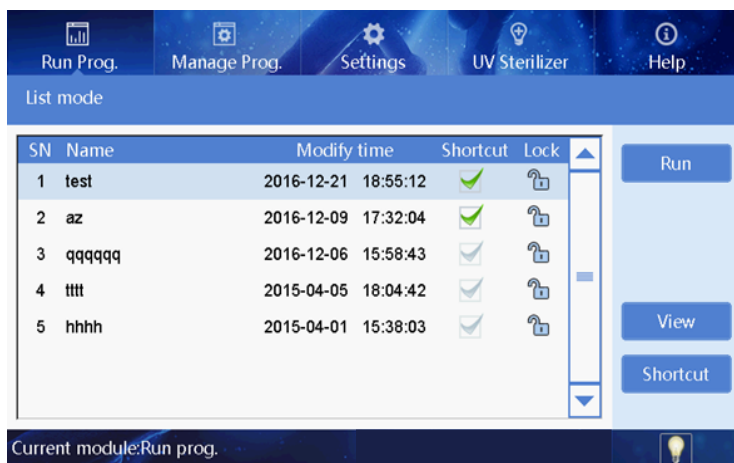 Run Prog. Manage Prog. Settings UV Sterilizer Help
List mode
SN Name Modify time Shortcut Lock
1 test 2016-12-21 18:55:12
2 az 2016-12-09 17:32:04
3 qqqqqq 2016-12-06 15:58:43
4 tttt 2015-04-05 18:04:42
5 hhhh 2015-04-01 15:38:03
Run
View
Shortcut
Current module:Run prog.